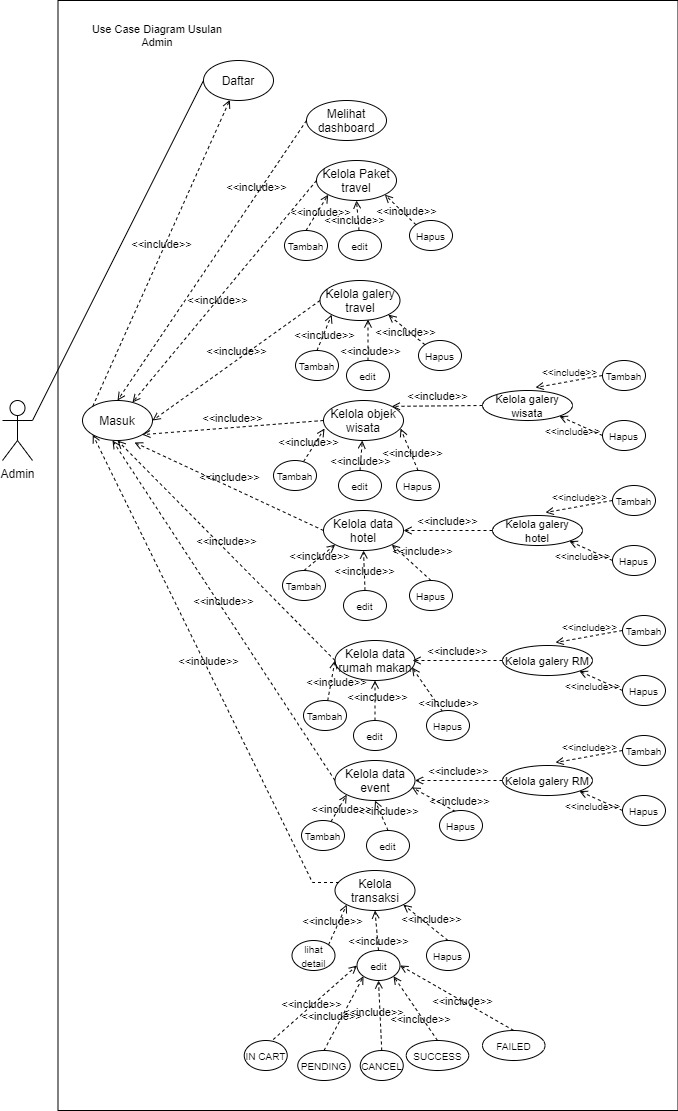 Use Case Diagram Usulan
Admin
Daftar
Melihat
dashboard
Kelola Paket
travel
<<include>>
<<include>>
<<include>>
<<include>>
Hapus
Tambah
edit
<<include>>
<<include>>
Kelola galery
travel
<<include>>
<<include>>
<<include>>
<<include>>
Hapus
Tambah
edit
<<include>>
Tambah
<<include>>
Kelola galery
wisata
Masuk
<<include>>
Kelola objek
wisata
<<include>>
Hapus
<<include>>
<<include>>
<<include>>
Tambah
edit
Hapus
Admin
<<include>>
<<include>>
Tambah
Kelola data
hotel
<<include>>
Kelola galery
hotel
<<include>>
<<include>>
<<include>>
<<include>>
<<include>>
Hapus
Tambah
edit
Hapus
<<include>>
<<include>>
Tambah
Kelola data
rumah makan
<<include>>
Kelola galery RM
<<include>>
<<include>>
<<include>>
<<include>>
<<include>>
Hapus
Tambah
edit
Hapus
<<include>>
Tambah
Kelola data
event
<<include>>
Kelola galery RM
<<include>>
<<include>>
<<include>>
<<include>>
Hapus
Tambah
edit
Hapus
Kelola
transaksi
<<include>>
<<include>>
<<include>>
lihat
detail
edit
Hapus
<<include>>
<<include>>
<<include>>
<<include>>
IN CART
PENDING
CANCEL
SUCCESS
FAILED